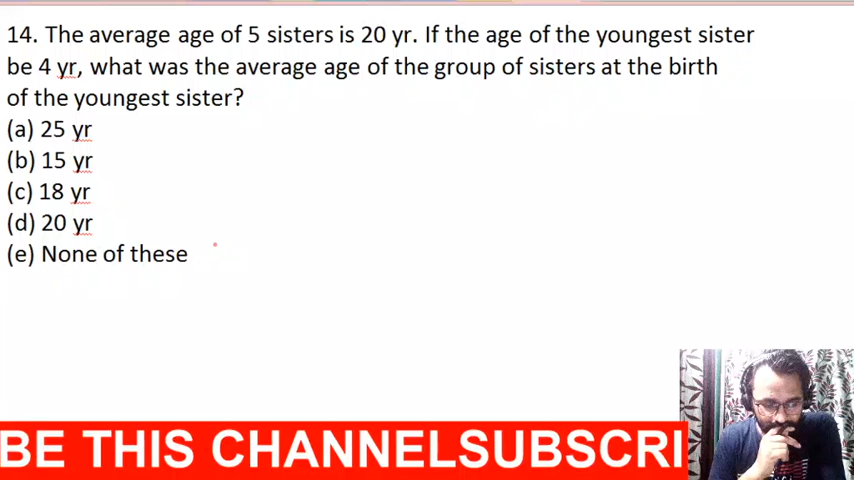 14. The average age of 5 sisters is 20 yr. If the age of the youngest sister
be 4 yr, what was the average age of the group of sisters at the birth
of the youngest sister?
(a) 25 yr
(b) 15 yr
(c) 18 yr
(d) 20 yr
(e) None of these
BE THIS CHANNELSUBSCRI